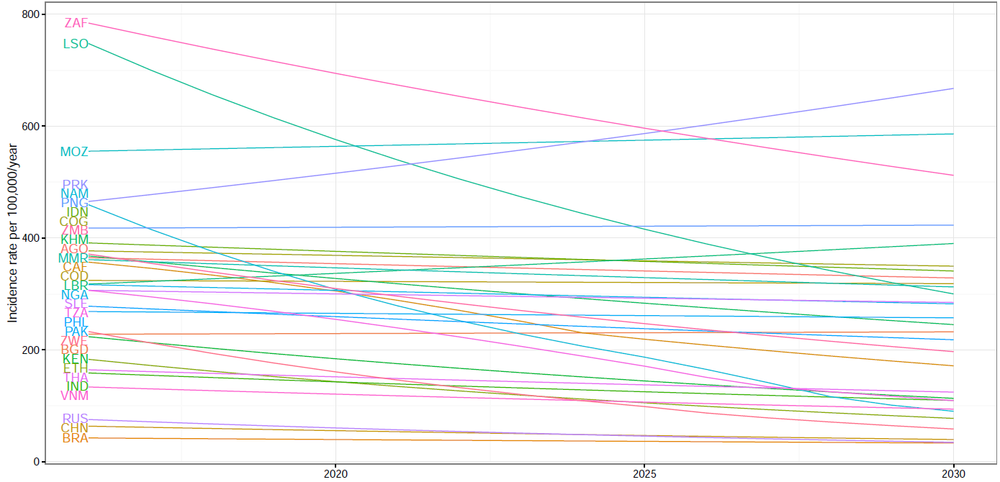 800
600
400
200
0
Incidence rate per 100,000/year
ZAF
LSO
MOZ
PRK
NAM
PNG
IDN
COG
ZMB
KHM
AGO
MMR
CAF
COD
LBR
NGA
SLE
TZA
PHL
PAK
ZWE
BGD
KEN
ETH
THA
IND
VNM
RUS
CHN
BRA
2020 2025 2030